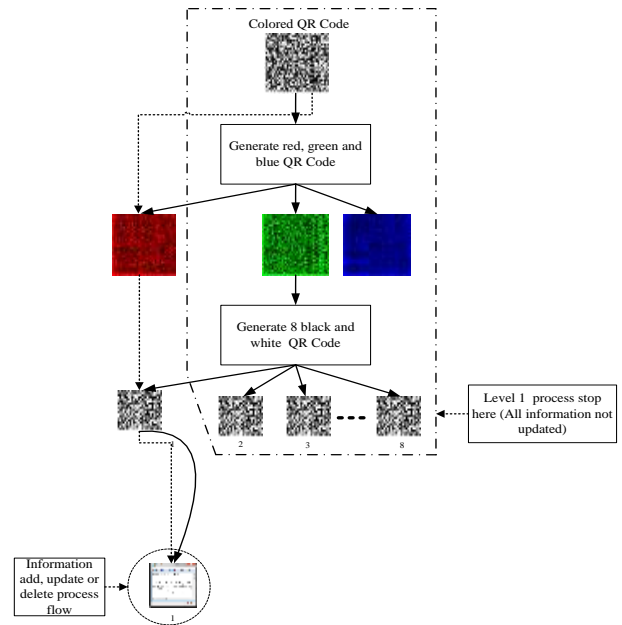 Colored QR Code
Generate red, green and
blue QR Code
Generate 8 black and
white QR Code
1
2
3
8
Level 1 process stop
here (All information not
updated)
Information
add, update or
delete process
flow
1